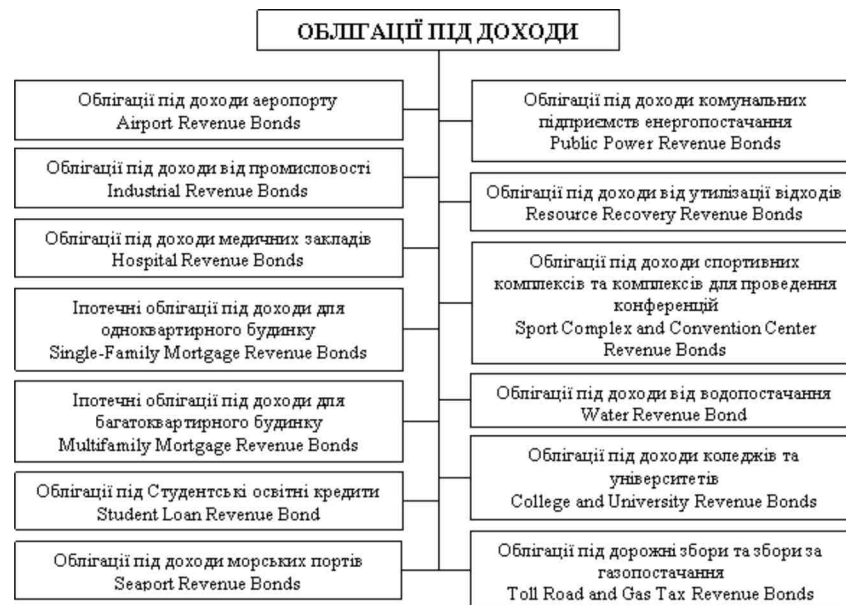 ОБЛІГАЦІЇ ПІД ДОХОДИ
Облігації під доходи аеропорту
Airport Revenue Bonds
Облігації під доходи від промисловості
Industrial Revenue Bonds
Облігації під доходи медичних закладів
Hospital Revenue Bonds
Іпотечні облігації під доходи для
одноквартирного будинку
Single-Family Mortgage Revenue Bonds
Іпотечні облігації під доходи для
багатоквартирного будинку
Multifamily Mortgage Revenue Bonds
Облігації під Студентські освітні кредити
Student Loan Revenue Bond
Облігації під доходи морських портів
Seaport Revenue Bonds
Облігації під доходи комунальних
підприємств енергопостачання
Public Power Revenue Bonds
Облігації під доходи від утилізації відходів
Resource Recovery Revenue Bonds
Облігації під доходи спортивних
комплексів та комплексів для проведення
конференцій
Sport Complex and Convention Center
Revenue Bonds
Облігації під доходи від водопостачання
Water Revenue Bond
Облігації під доходи коледжів та
університетів
College and University Revenue Bonds
Облігації під дорожні збори та збори за
газопостачання
Toll Road and Gas Tax Revenue Bonds